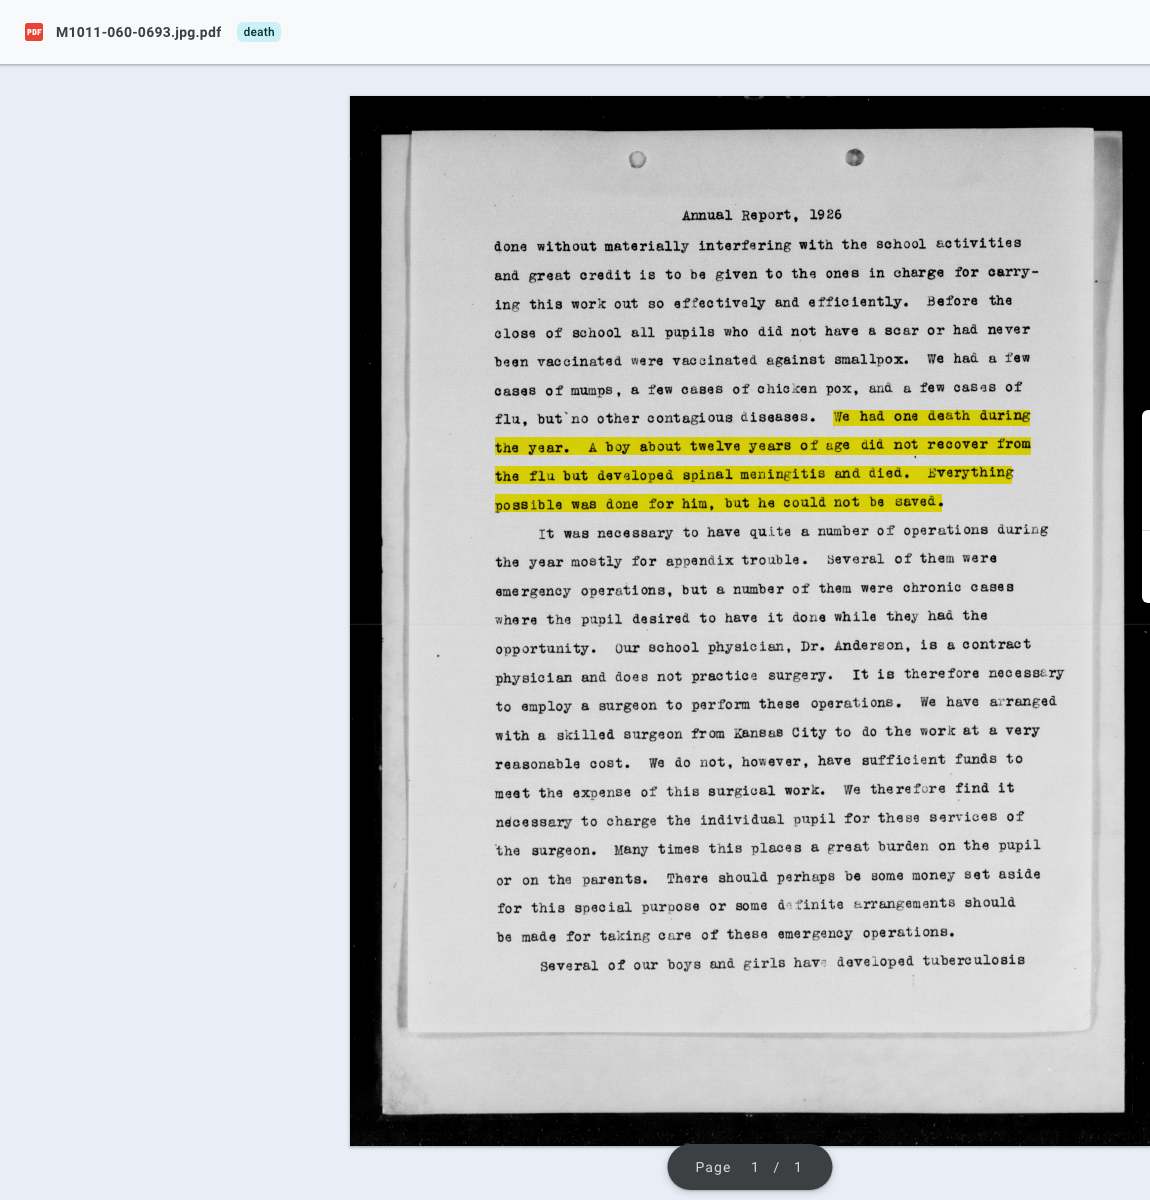 PDF M1011-060-0693.jpg.pdf death
Annual Report, 1926
done without materially interfering with the school activities
and great credit is to be given to the ones in charge for carry-
ing this work out so effectively and efficiently. Before the
close of school all pupils who did not have a scar or had never
been vaccinated were vaccinated against smallpox. We had a few
cases of mumps, a few cases of chicken pox, and a few cases of
flu, but no other contagious diseases. We had one death during
the year. A boy about twelve years of age did not recover from
the flu but developed spinal meningitis and died. Everything
possible was done for him, but he could not be saved.
It was necessary to have quite a number of operations during
the year mostly for appendix trouble. Several of them were
emergency operations, but a number of them were chronic cases
where the pupil desired to have it done while they had the
opportunity. Our school physician, Dr. Anderson, is a contract
physician and does not practice surgery. It is therefore necessary
to employ a surgeon to perform these operations. We have arranged
with a skilled surgeon from Kansas City to do the work at a very
reasonable cost. We do not, however, have sufficient funds to
meet the expense of this surgical work. We therefore find it
necessary to charge the individual pupil for these services of
the surgeon. Many times this places a great burden on the pupil
or on the parents. There should perhaps be some money set aside
for this special purpose or some definite arrangements should
be made for taking care of these emergency operations.
Several of our boys and girls have developed tuberculosis
Page 1 / 1